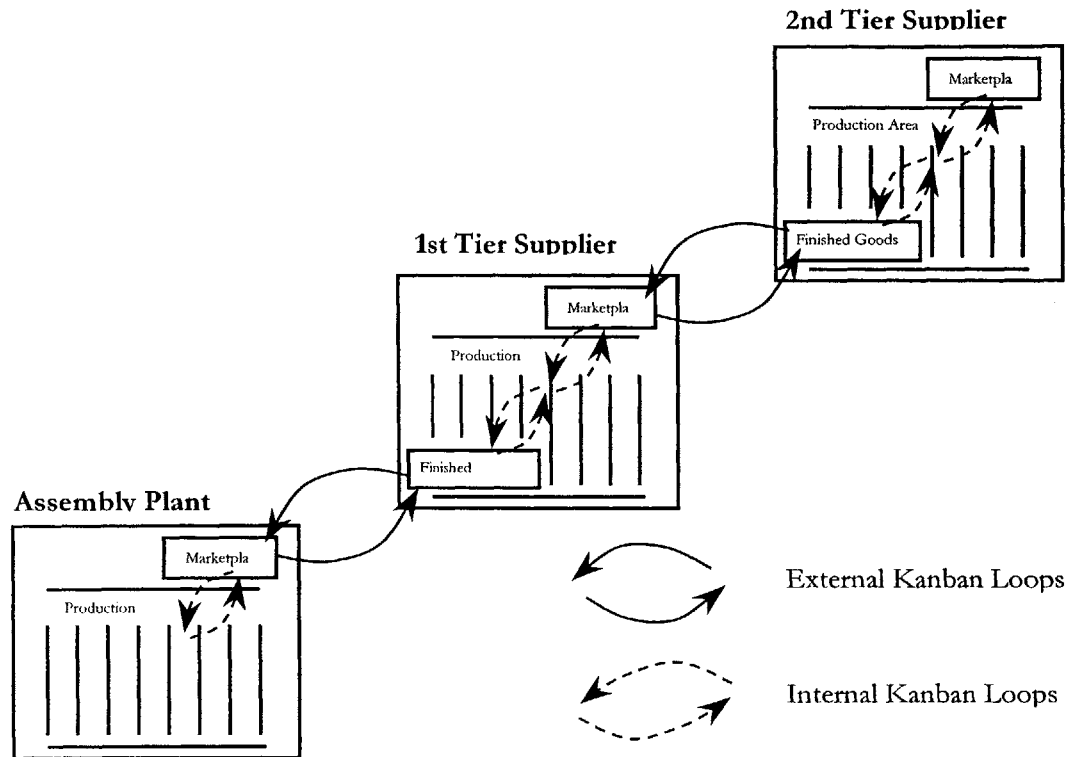 2nd Tier Supplier
Marketpla
Production Area
Finished Goods
1st Tier Supplier
Marketpla
Production
Finished
Assembly Plant
Marketpla
Production
External Kanban Loops
Internal Kanban Loops